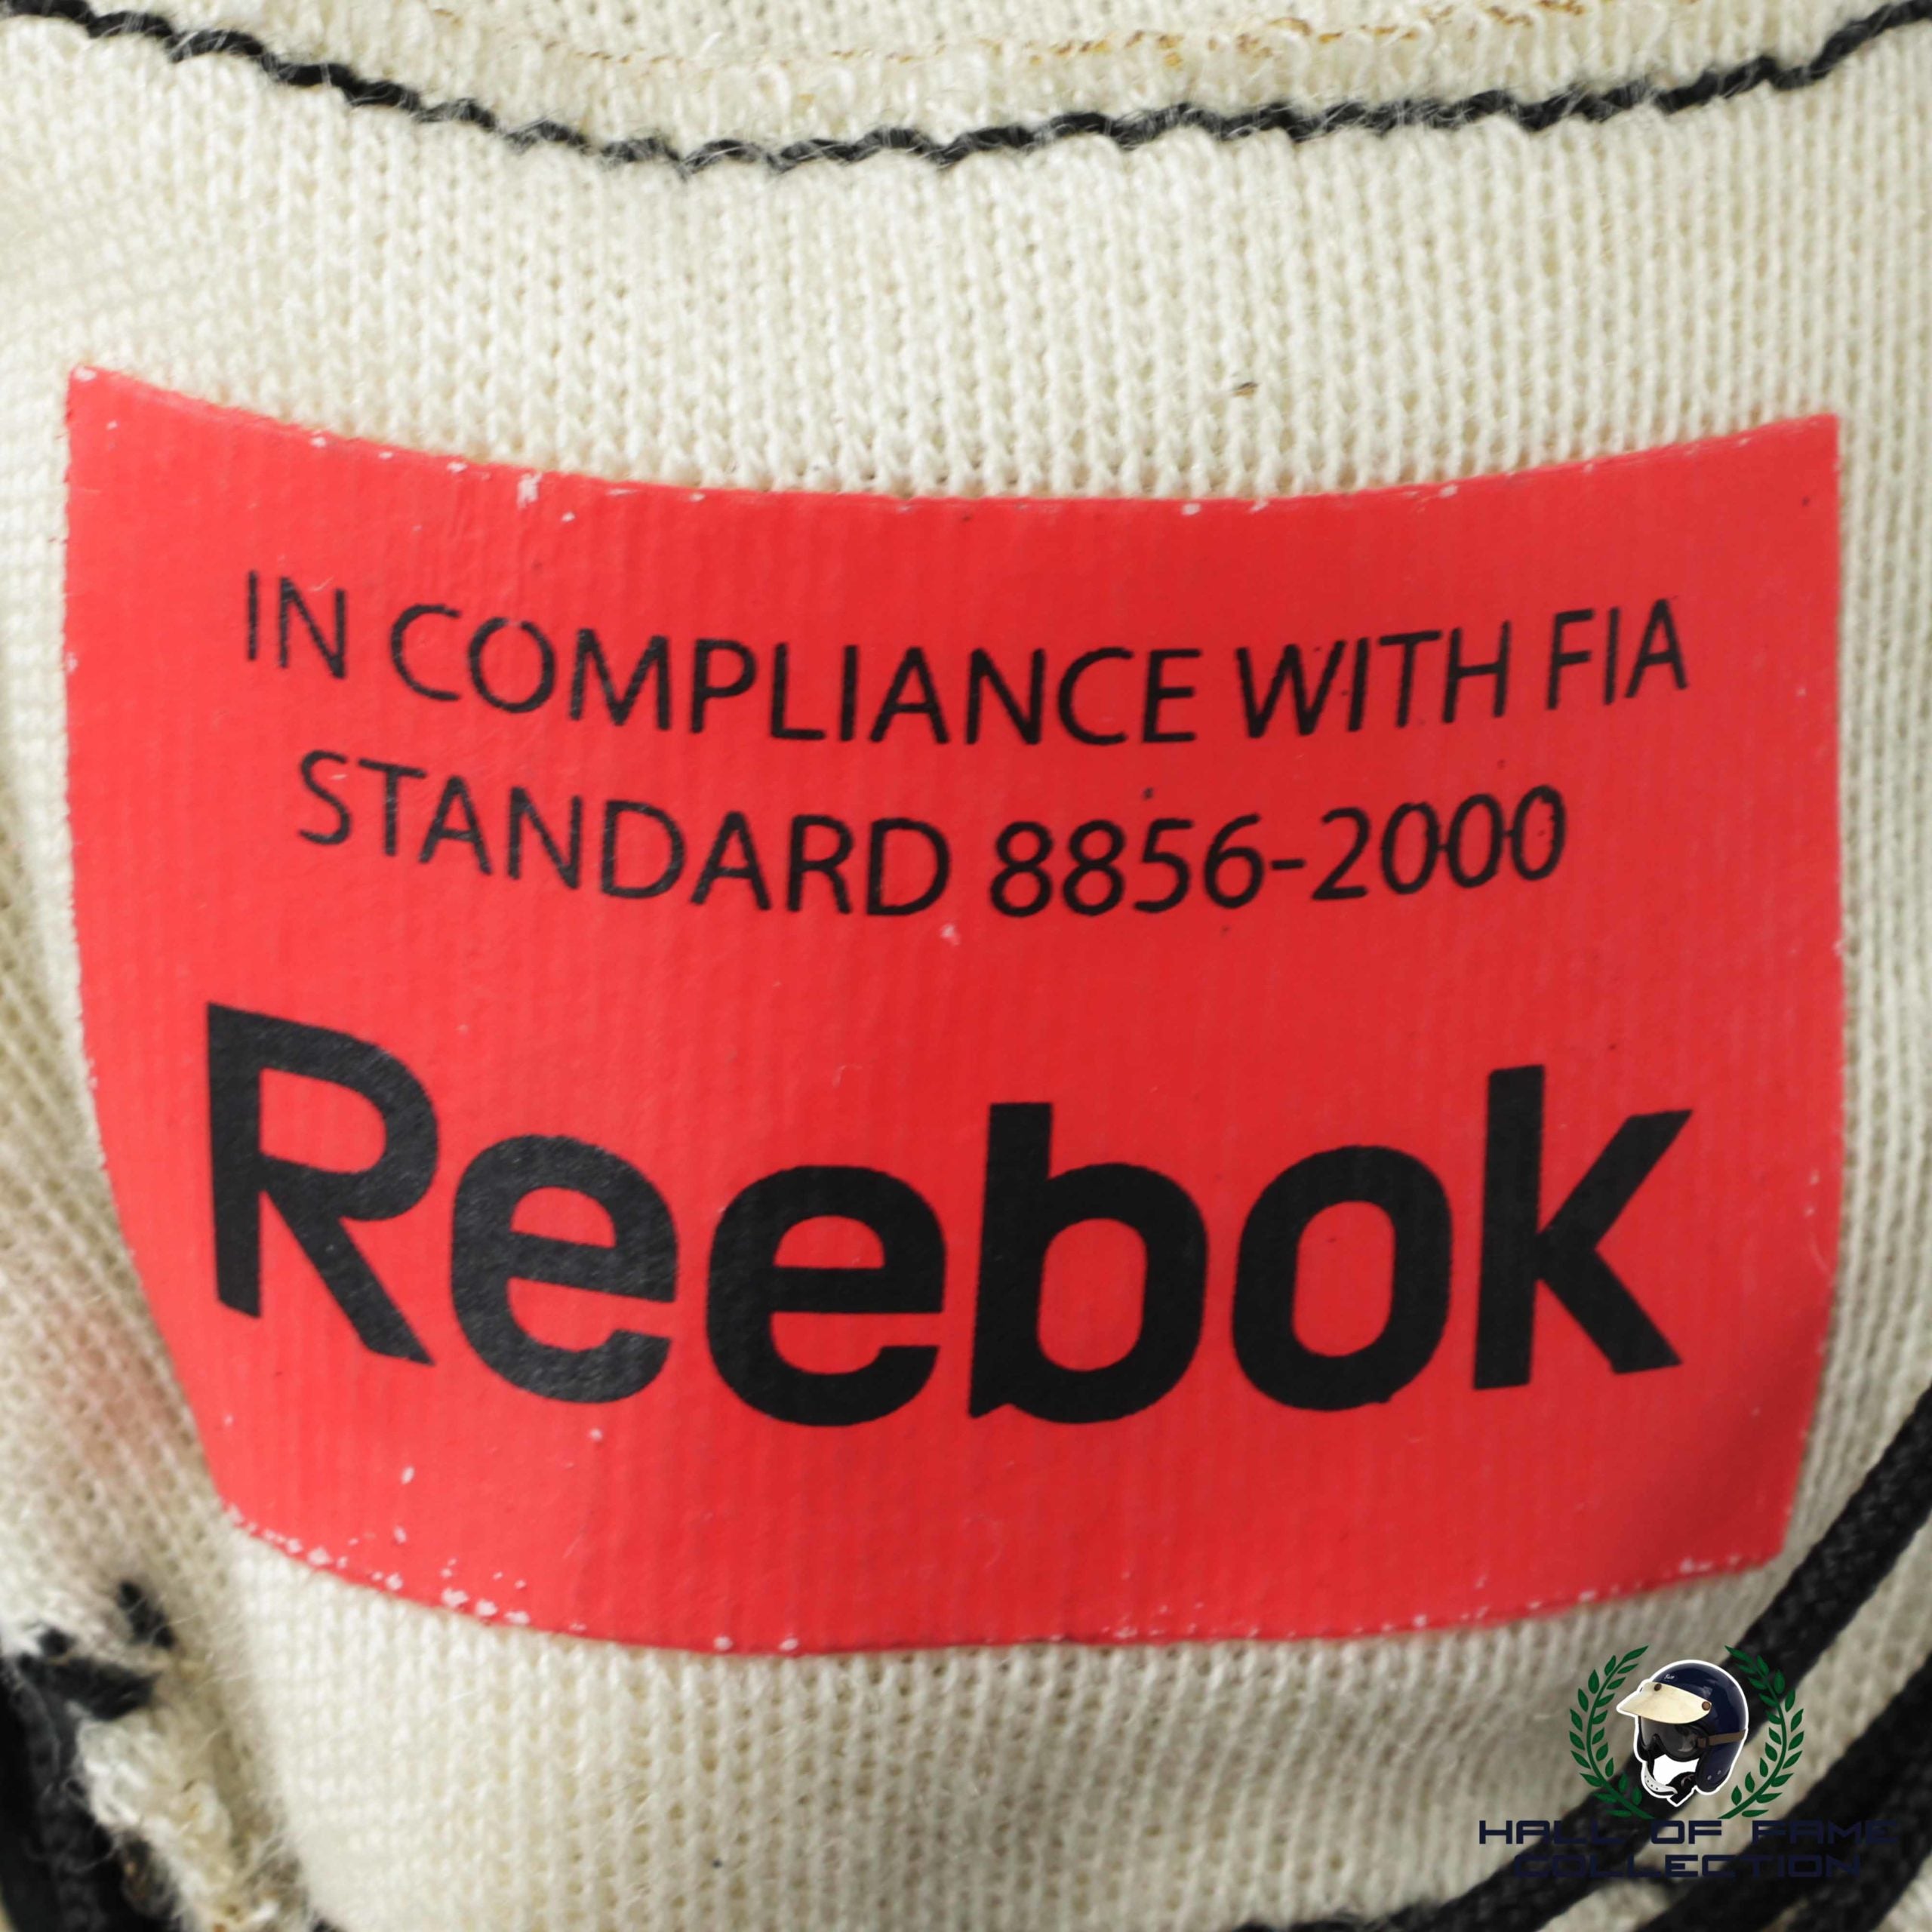 IN COMPLIANCE WITH FIA
STANDARD 8856-2000
Reebok
HALL OF FAME
COLLECTION